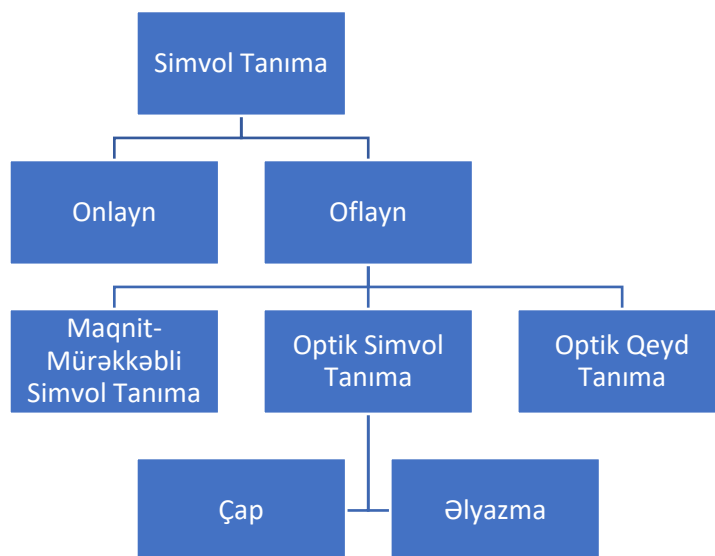 Simvol Tanıma
Onlayn
Oflayn
Maqnit-
Mürəkkəbli
Simvol Tanıma
Optik Simvol
Tanıma
Optik Qeyd
Tanıma
Çap
Əlyazma